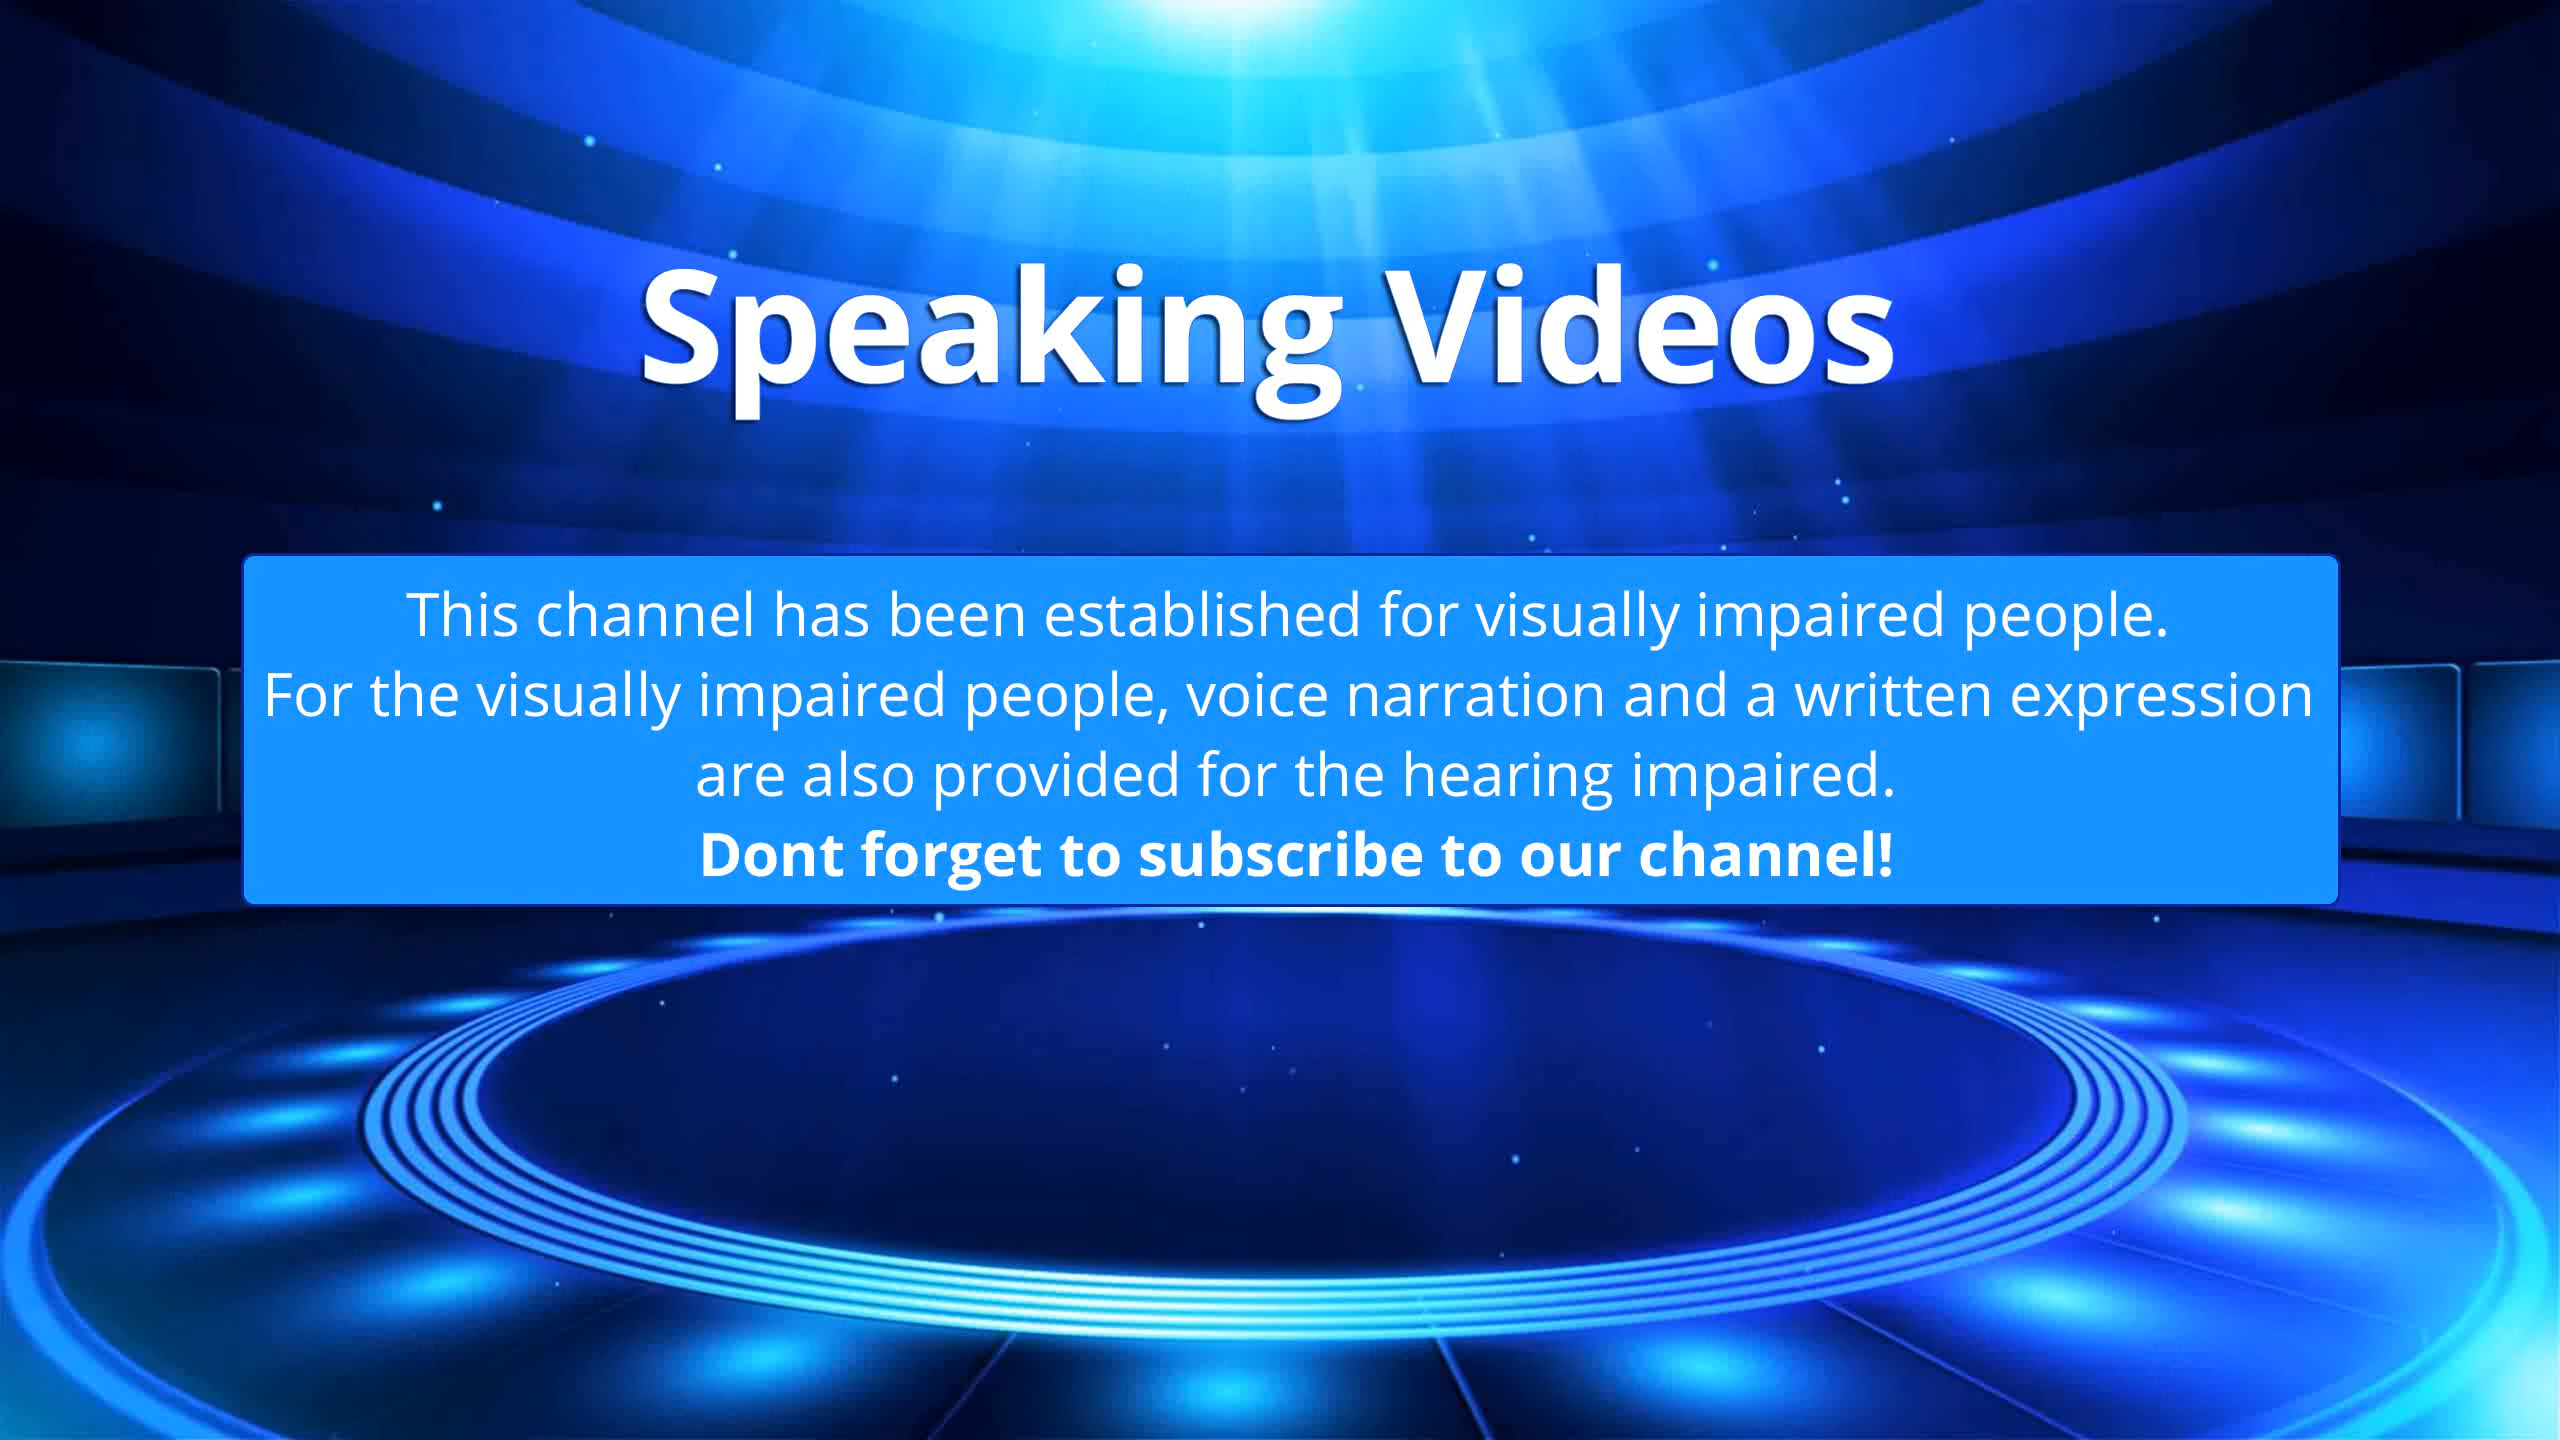 Speaking Videos
This channel has been established for visually impaired people.
For the visually impaired people, voice narration and a written expression
are also provided for the hearing impaired.
Dont forget to subscribe to our channel!